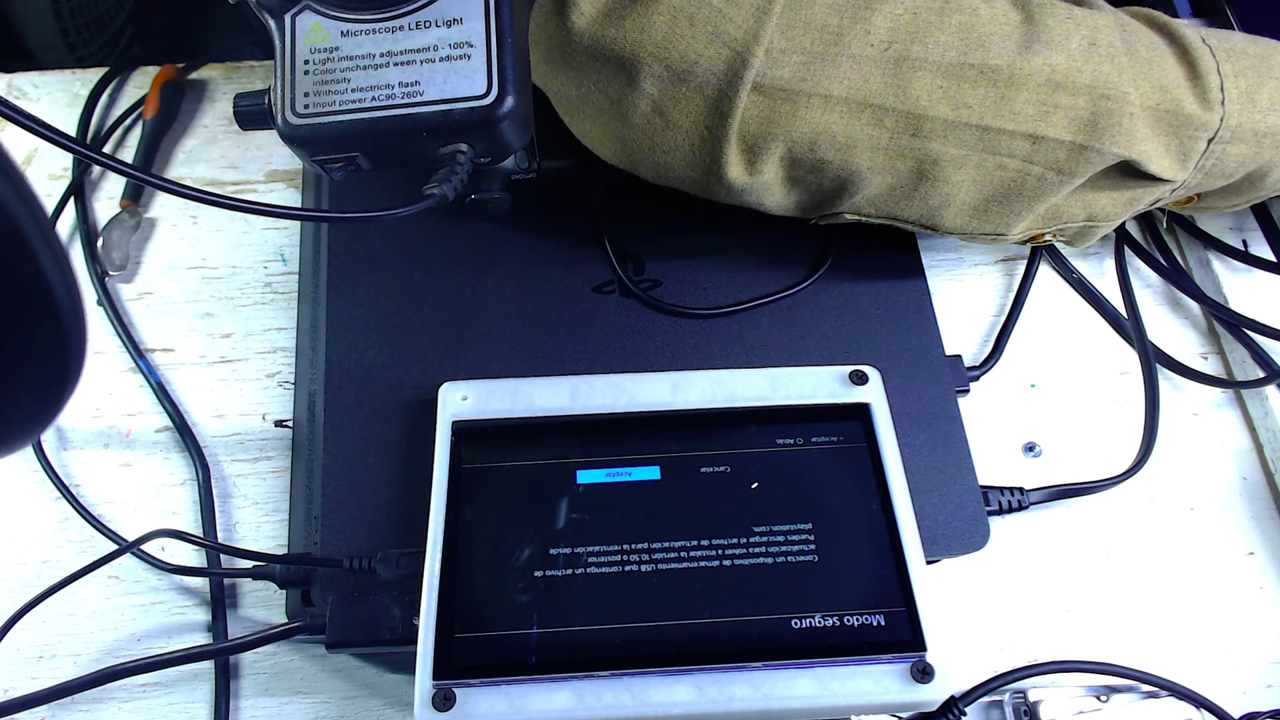 Microscope LED Light
Usage:
Light intensity adjustment 0 - 100%.
Color unchanged ween you adjusty
intensity
Without electricity flash
Input power:AC90-260V
OPTIONS
Modo seguro
Conecta un dispositivo de almacenamiento USB que contenga un archivo de
actualización para volver a instalar la versión 10.50 o posterior.
Puedes descargar el archivo de actualización para la reinstalación desde
playstation.com.
Cancelar
Aceptar
× Aceptar O Atrás